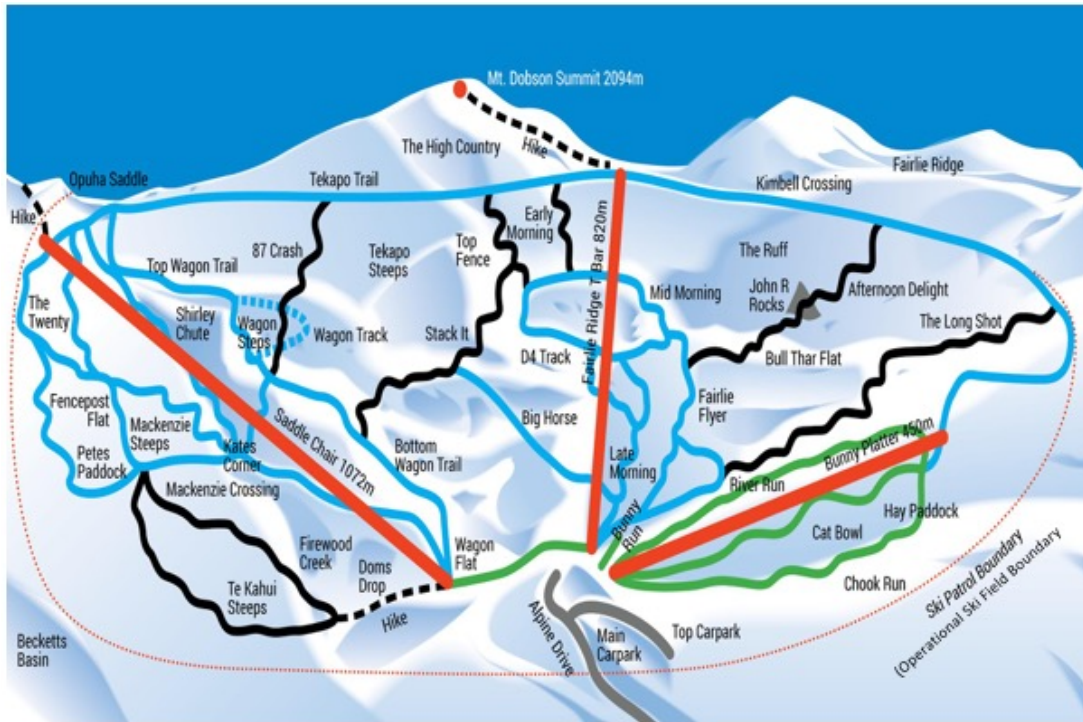 Mt. Dobson Summit 2094m
The High Country
Hike
Fairlie Ridge
Opuha Saddle
Tekapo Trail
Kimbell Crossing
Hike
87 Crash
Tekapo
Steeps
Top
Fence
Early
Morning
Fairlie Ridge T Bar 820m
The Ruff
Top Wagon Trail
John R
Rocks
Mid Morning
Afternoon Delight
The
Twenty
Shirley
Chute
Wagon
Steps
Wagon Track
Stack It
D4 Track
The Long Shot
Bull Thar Flat
Fencepost
Flat
Mackenzie
Steeps
Big Horse
Fairlie
Flyer
Petes
Paddock
Kates
Corner
Saddle Chair 1072m
Bottom
Wagon Trail
Late
Morning
Bunny Platter 450m
River Run
Mackenzie Crossing
Hay Paddock
Bunny
Run
Cat Bowl
Firewood
Creek
Doms
Drop
Wagon
Flat
Chook Run
Te Kahui
Steeps
Hike
Alpine Drive
Main
Carpark
Top Carpark
Ski Patrol Boundary
(Operational Ski Field Boundary
Becketts
Basin